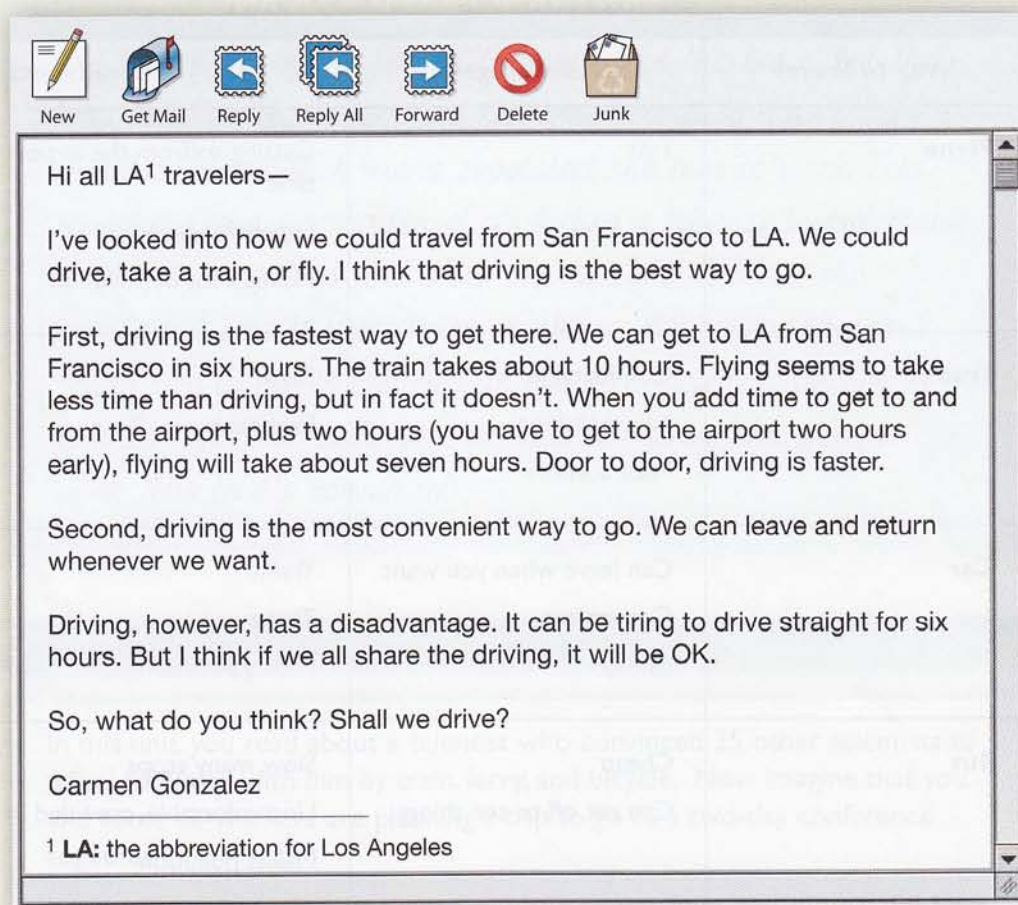 New Get Mail Reply Reply All Forward Delete Junk
Hi all LA¹ travelers—
I've looked into how we could travel from San Francisco to LA. We could
drive, take a train, or fly. I think that driving is the best way to go.
First, driving is the fastest way to get there. We can get to LA from San
Francisco in six hours. The train takes about 10 hours. Flying seems to take
less time than driving, but in fact it doesn't. When you add time to get to and
from the airport, plus two hours (you have to get to the airport two hours
early), flying will take about seven hours. Door to door, driving is faster.
Second, driving is the most convenient way to go. We can leave and return
whenever we want.
Driving, however, has a disadvantage. It can be tiring to drive straight for six
hours. But I think if we all share the driving, it will be OK.
So, what do you think? Shall we drive?
Carmen Gonzalez
¹ LA: the abbreviation for Los Angeles